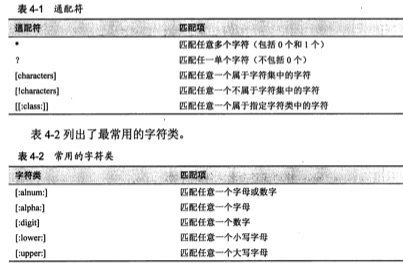 表 4-1 通配符
通配符 匹配项
* 匹配任意多个字符（包括 0 个和 1 个）
? 匹配任一单个字符（不包括 0 个）
[characters] 匹配任意一个属于字符集中的字符
[!characters] 匹配任意一个不属于字符集中的字符
[[:class:]] 匹配任意一个属于指定字符类中的字符
表 4-2 列出了最常用的字符类。
表 4-2 常用的字符类
字符类 匹配项
[:alnum:] 匹配任意一个字母或数字
[:alpha:] 匹配任意一个字母
[:digit] 匹配任意一个数字
[:lower:] 匹配任意一个小写字母
[:upper:] 匹配任意一个大写字母